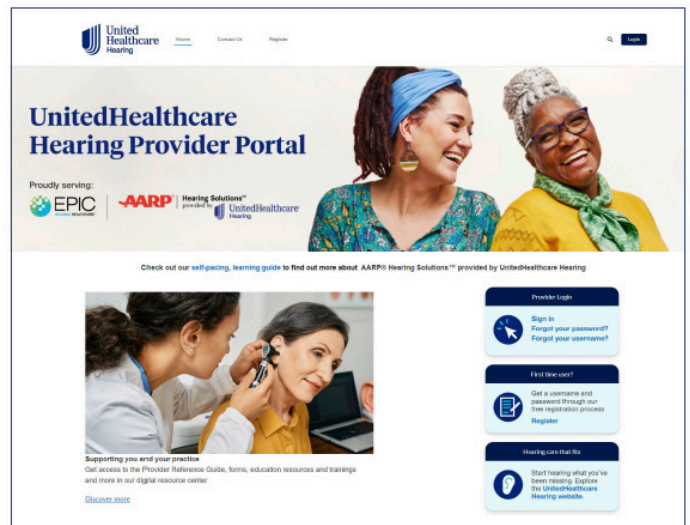 United
Healthcare
Hearing
Home
Contact Us
Register
Login
UnitedHealthcare
Hearing Provider Portal
Proudly serving:
EPIC
HEARING HEALTHCARE
AARP
Hearing Solutions™
provided by
UnitedHealthcare
Hearing
Check out our self-pacing, learning guide to find out more about AARP® Hearing Solutions™ provided by UnitedHealthcare Hearing
Supporting you and your practice
Get access to the Provider Reference Guide, forms, education resources and trainings
and more in our digital resource center
Discover more
Provider Login
Sign in
Forgot your password?
Forgot your username?
First time user?
Get a username and
password through our
free registration process
Register
Hearing care that fits
Start hearing what you've
been missing. Explore
the UnitedHealthcare
Hearing website.